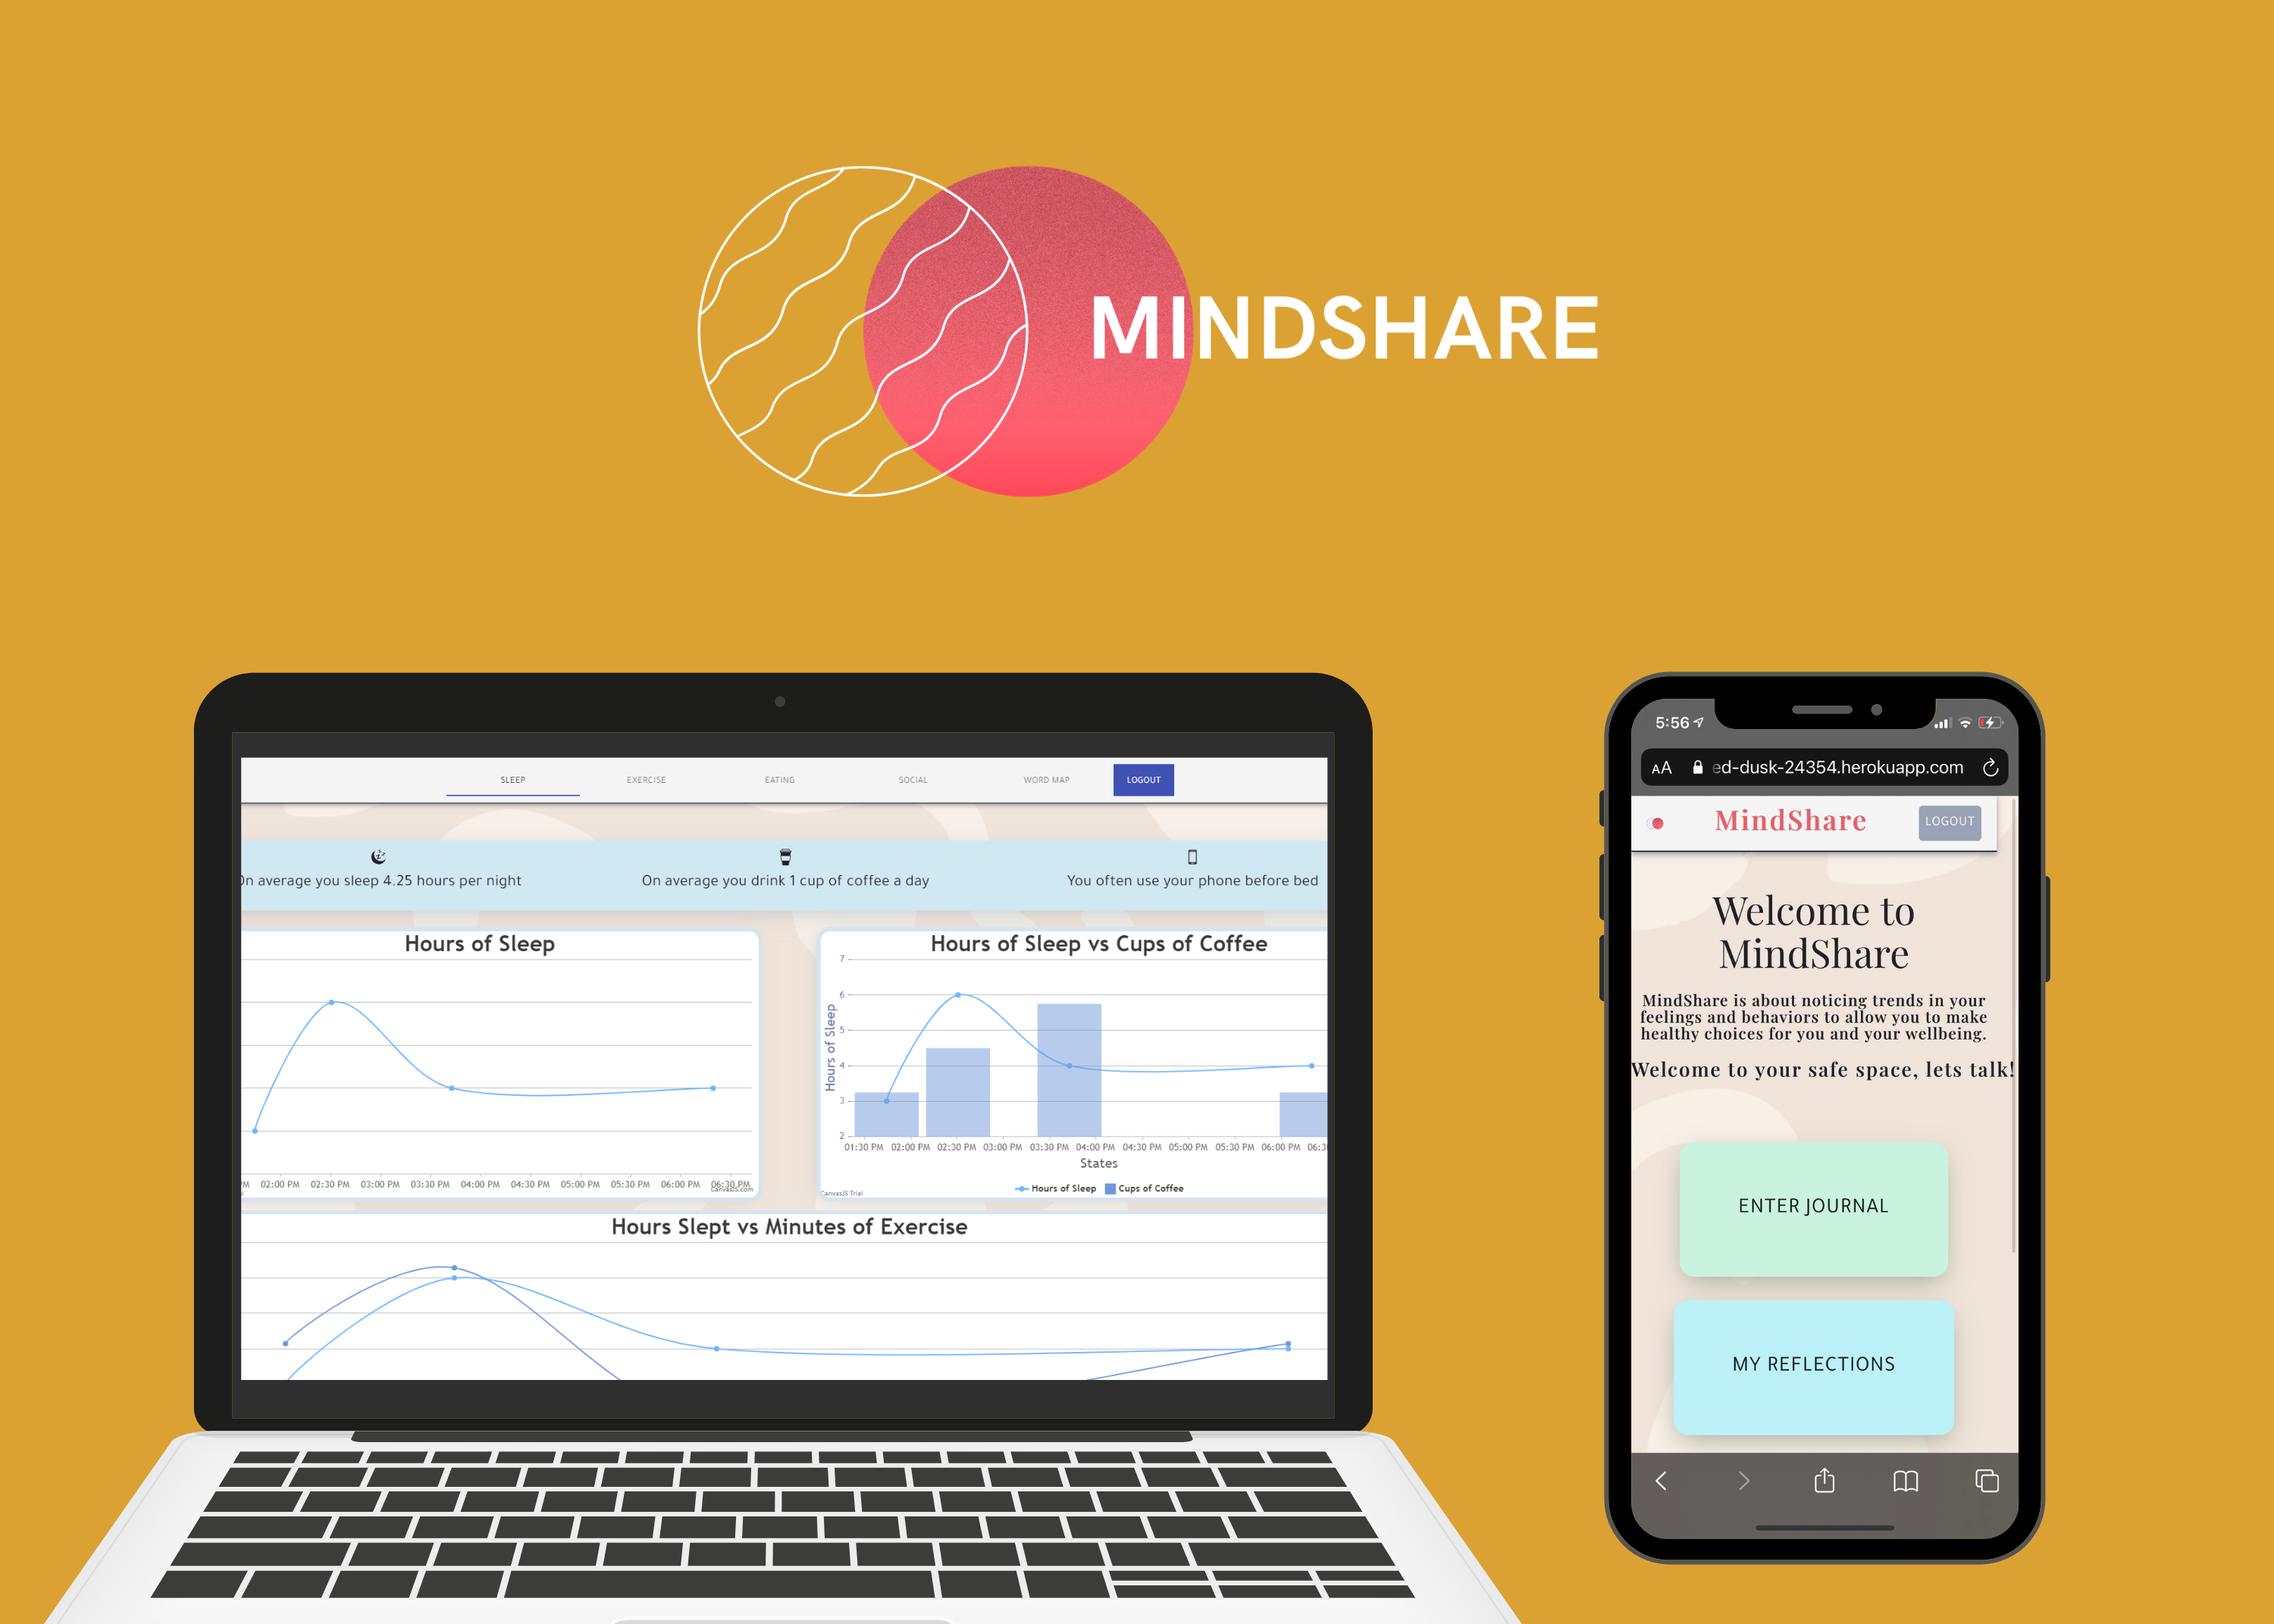 MINDSHARE
SLEEP EXERCISE EATING SOCIAL WORD MAP LOGOUT
On average you sleep 4.25 hours per night
On average you drink 1 cup of coffee a day
You often use your phone before bed
Hours of Sleep
02:00 PM 02:30 PM 03:00 PM 03:30 PM 04:00 PM 04:30 PM 05:00 PM 05:30 PM 06:00 PM 06:30 PM
CanvasJS.com
Hours of Sleep vs Cups of Coffee
7
6
5
4
3
2
Hours of Sleep
01:30 PM 02:00 PM 02:30 PM 03:00 PM 03:30 PM 04:00 PM 04:30 PM 05:00 PM 05:30 PM 06:00 PM 06:3
States
Hours of Sleep Cups of Coffee
CanvasJS Trial
Hours Slept vs Minutes of Exercise
5:56
AA ed-dusk-24354.herokuapp.com
MindShare LOGOUT
Welcome to
MindShare
MindShare is about noticing trends in your
feelings and behaviors to allow you to make
healthy choices for you and your wellbeing.
Welcome to your safe space, lets talk!
ENTER JOURNAL
MY REFLECTIONS